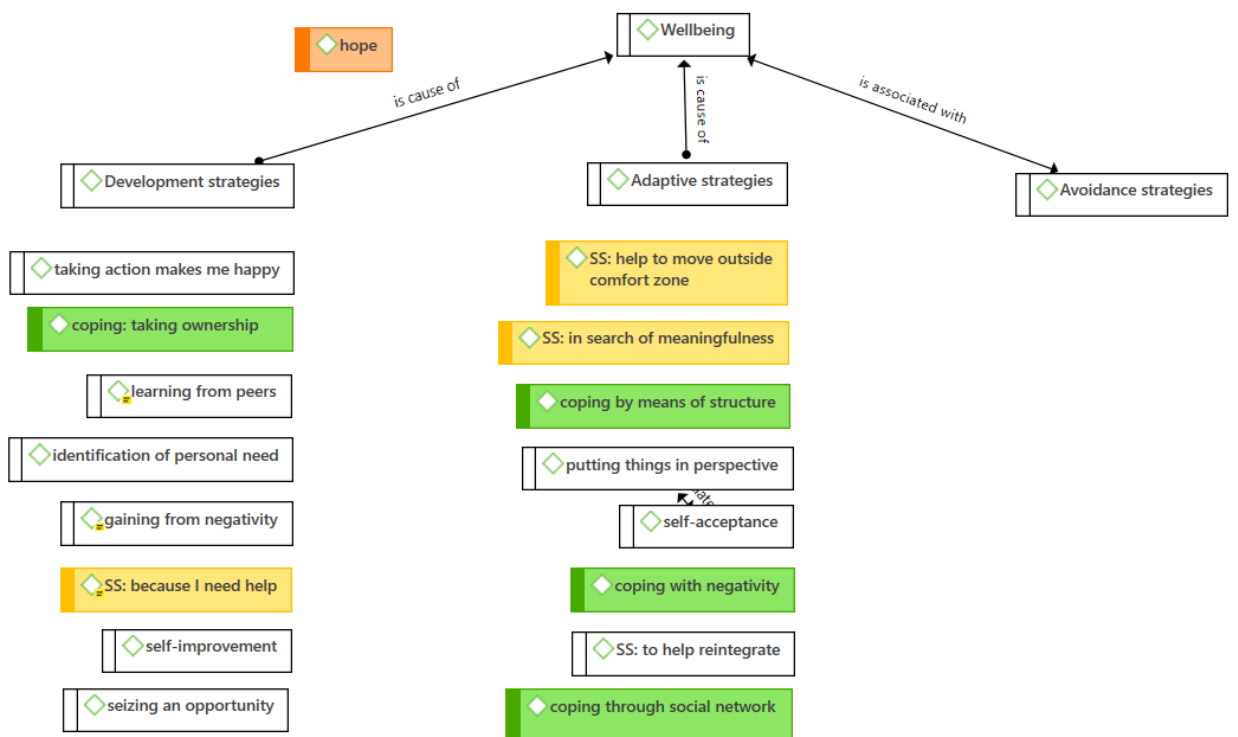 Wellbeing
hope
is cause of
is cause of
is associated with
Development strategies
Adaptive strategies
Avoidance strategies
taking action makes me happy
coping: taking ownership
learning from peers
identification of personal need
gaining from negativity
SS: because I need help
self-improvement
seizing an opportunity
SS: help to move outside
comfort zone
SS: in search of meaningfulness
coping by means of structure
putting things in perspective
self-acceptance
coping with negativity
SS: to help reintegrate
coping through social network